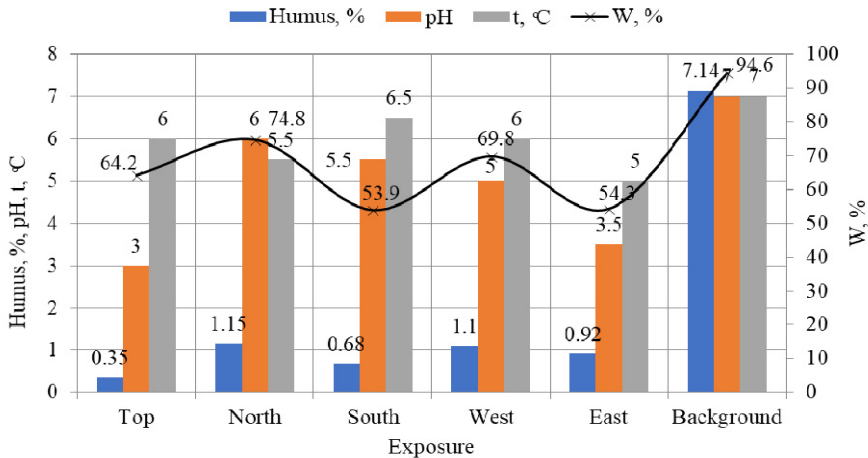 Humus, % pH t, °C W, %
8 100
7.14 7 94.6 7
90
7
80
6 74.8 6.5
6 6 69.8
5.5 70
64.2
6
5.5 5 60
5
53.9 5 54.3
50
4
3.5 40
3
3
30
2
20
1.15 1.1
1 0.68 0.92
0.35 10
0 0
Top North South West East Background
Exposure
Humus, %, pH, t, °C
W, %